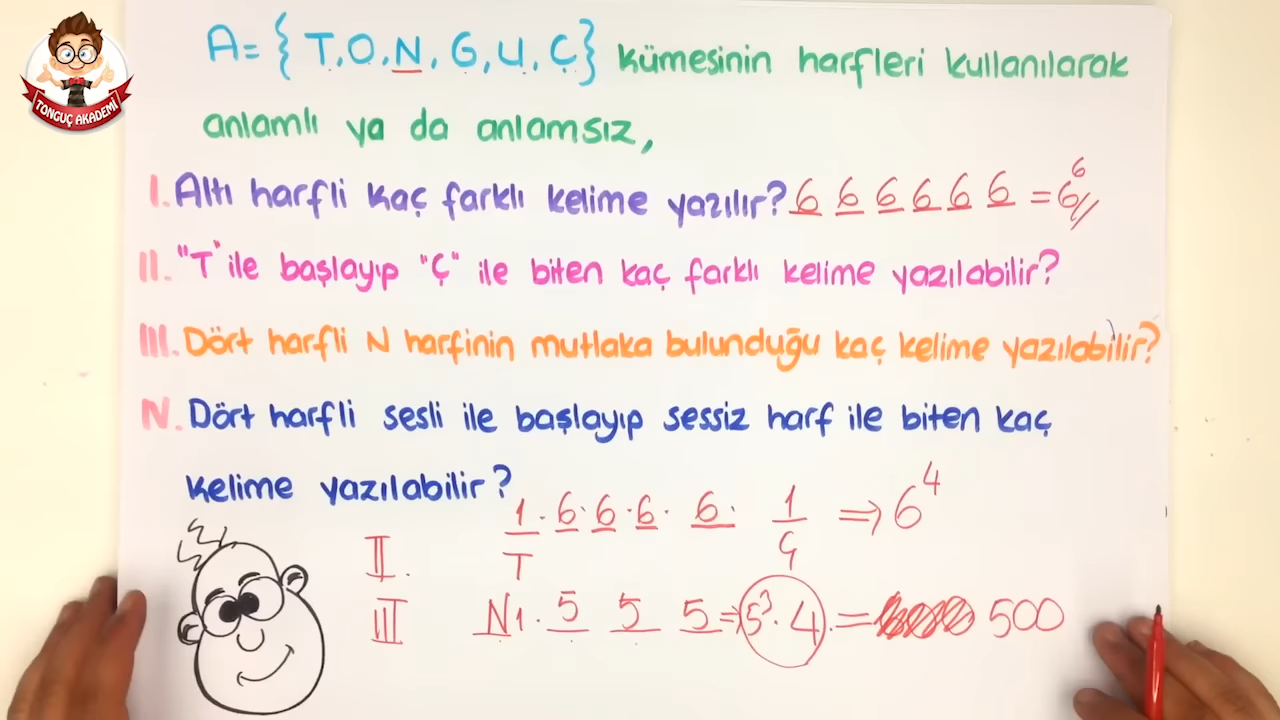 TONGUÇ AKADEMİ
A = { T, O, N, G, U, Ç } kümesinin harfleri kullanılarak
anlamlı ya da anlamsız,
I. Altı harfli kaç farklı kelime yazılır? 6 6 6 6 6 6 = 6⁶
II. "T" ile başlayıp "Ç" ile biten kaç farklı kelime yazılabilir?
III. Dört harfli N harfinin mutlaka bulunduğu kaç kelime yazılabilir?
IV. Dört harfli sesli ile başlayıp sessiz harf ile biten kaç
kelime yazılabilir?
II. 1 · 6 · 6 · 6 · 6 · 1 ⇒ 6⁴
T Ç
III N1 · 5 5 5 ⇒ 5³ · 4 = 500